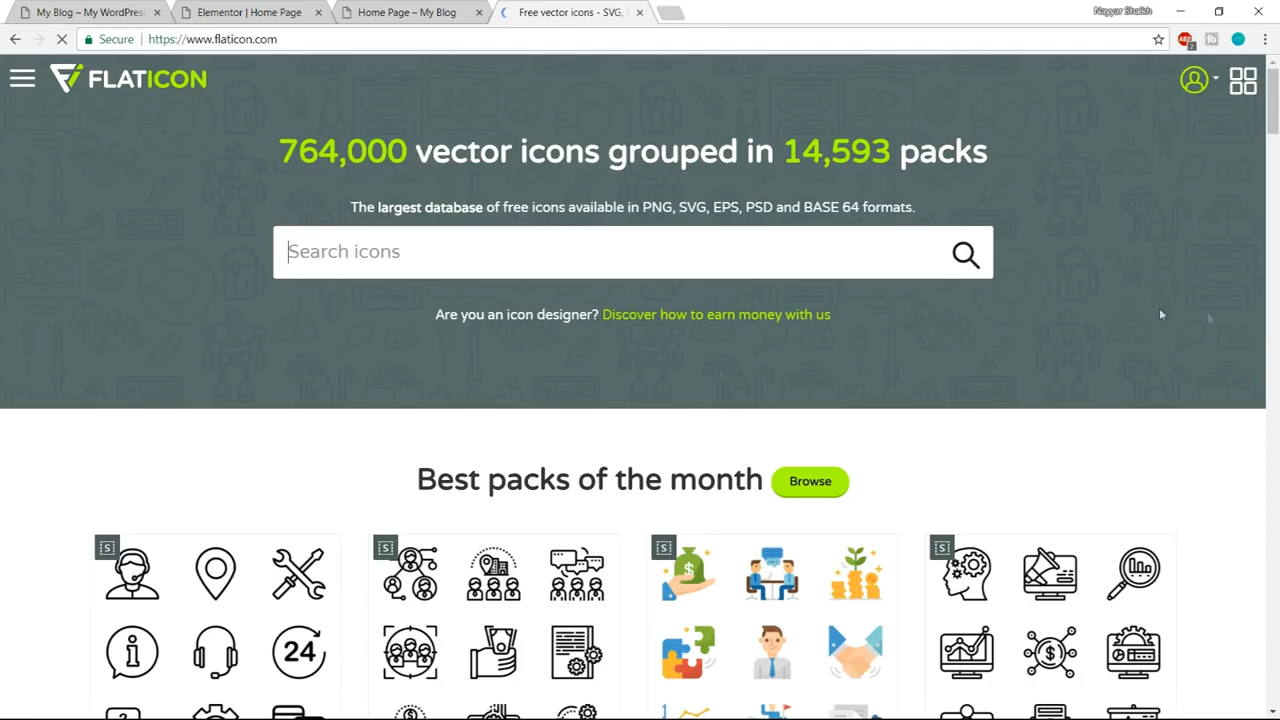 My Blog – My WordPress
Elementor | Home Page
Home Page – My Blog
Free vector icons - SVG,
Nayyar Shaikh
Secure
https://www.flaticon.com
FLATICON
764,000 vector icons grouped in 14,593 packs
The largest database of free icons available in PNG, SVG, EPS, PSD and BASE 64 formats.
Search icons
Are you an icon designer? Discover how to earn money with us
Best packs of the month
Browse
S
S
S
S
$
i
24
$